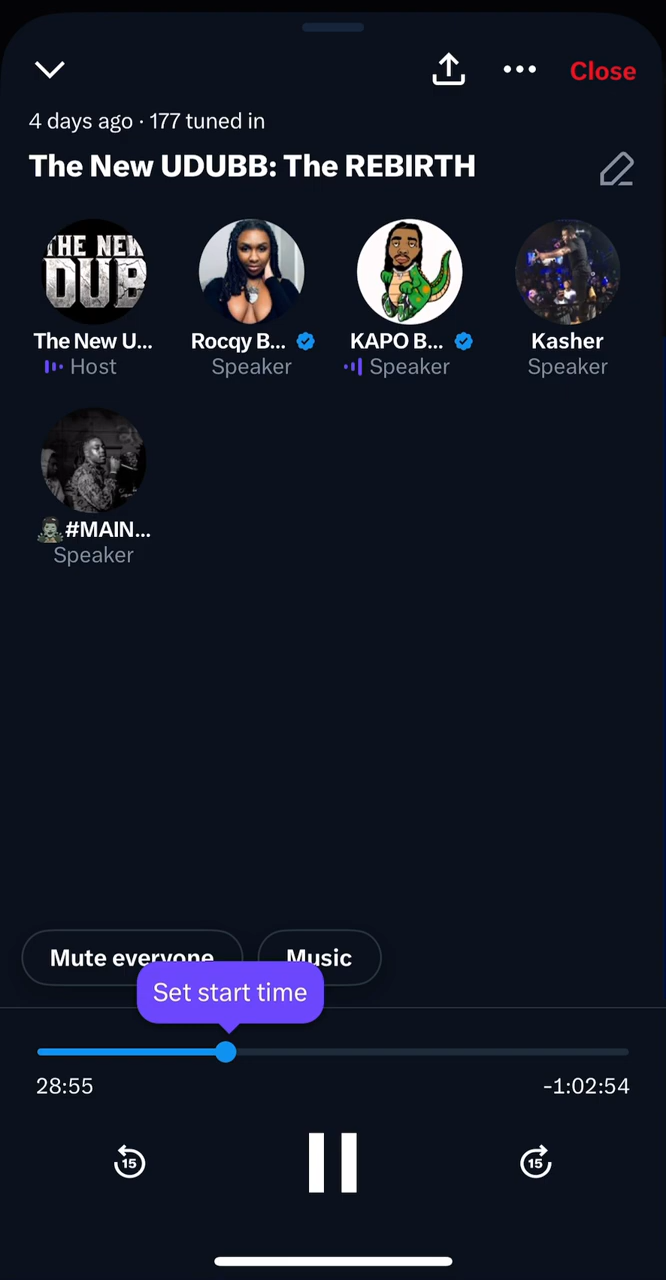 Close
4 days ago · 177 tuned in
The New UDUBB: The REBIRTH
THE NEW
DUB
The New U... Rocqy B... KAPO B... Kasher
Host Speaker Speaker Speaker
🧟‍♂️#MAIN...
Speaker
Mute everyone Music
Set start time
28:55 -1:02:54
15 15